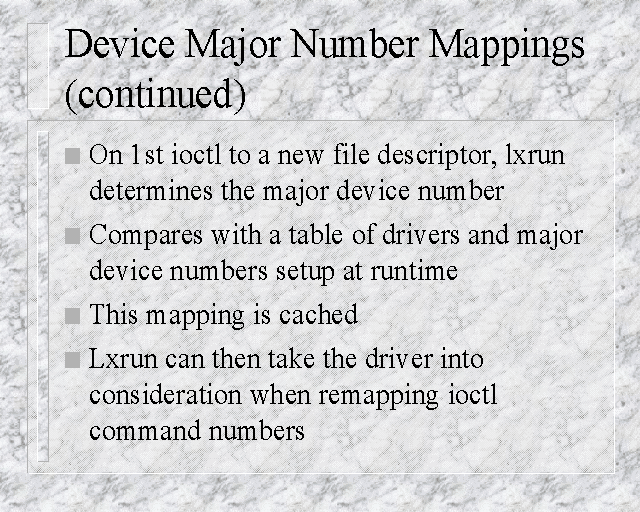 Device Major Number Mappings
(continued)
On 1st ioctl to a new file descriptor, lxrun
determines the major device number
Compares with a table of drivers and major
device numbers setup at runtime
This mapping is cached
Lxrun can then take the driver into
consideration when remapping ioctl
command numbers